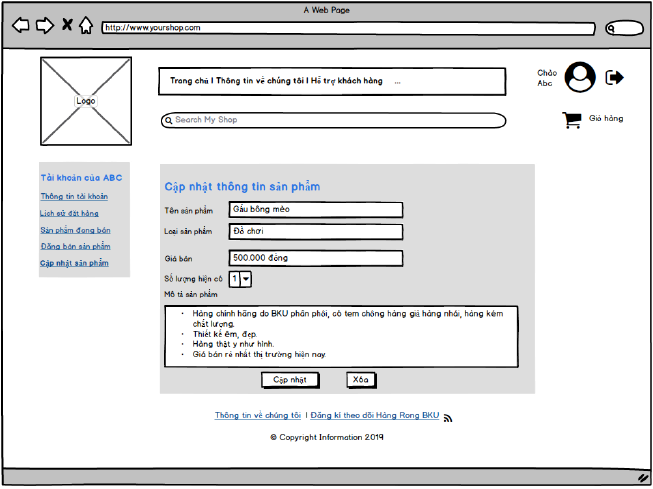 A Web Page
http://www.yourshop.com
Logo
Trang chủ I Thông tin về chúng tôi I Hỗ trợ khách hàng ...
Chào
Abc
Search My Shop
Giỏ hàng
Tài khoản của ABC
Thông tin tài khoản
Lịch sử đặt hàng
Sản phẩm đang bán
Đăng bán sản phẩm
Cập nhật sản phẩm
Cập nhật thông tin sản phẩm
Tên sản phẩm Gấu bông mèo
Loại sản phẩm Đồ chơi
Giá bán 500.000 đồng
Số lượng hiện có 1
Mô tả sản phẩm
• Hàng chính hãng do BKU phân phối, có tem chống hàng giả hàng nhái, hàng kém
chất lượng.
• Thiết kế êm, đẹp.
• Hàng thật y như hình.
• Giá bán rẻ nhất thị trường hiện nay.
Cập nhật Xóa
Thông tin về chúng tôi I Đăng kí theo dõi Hàng Rong BKU
© Copyright Information 2019